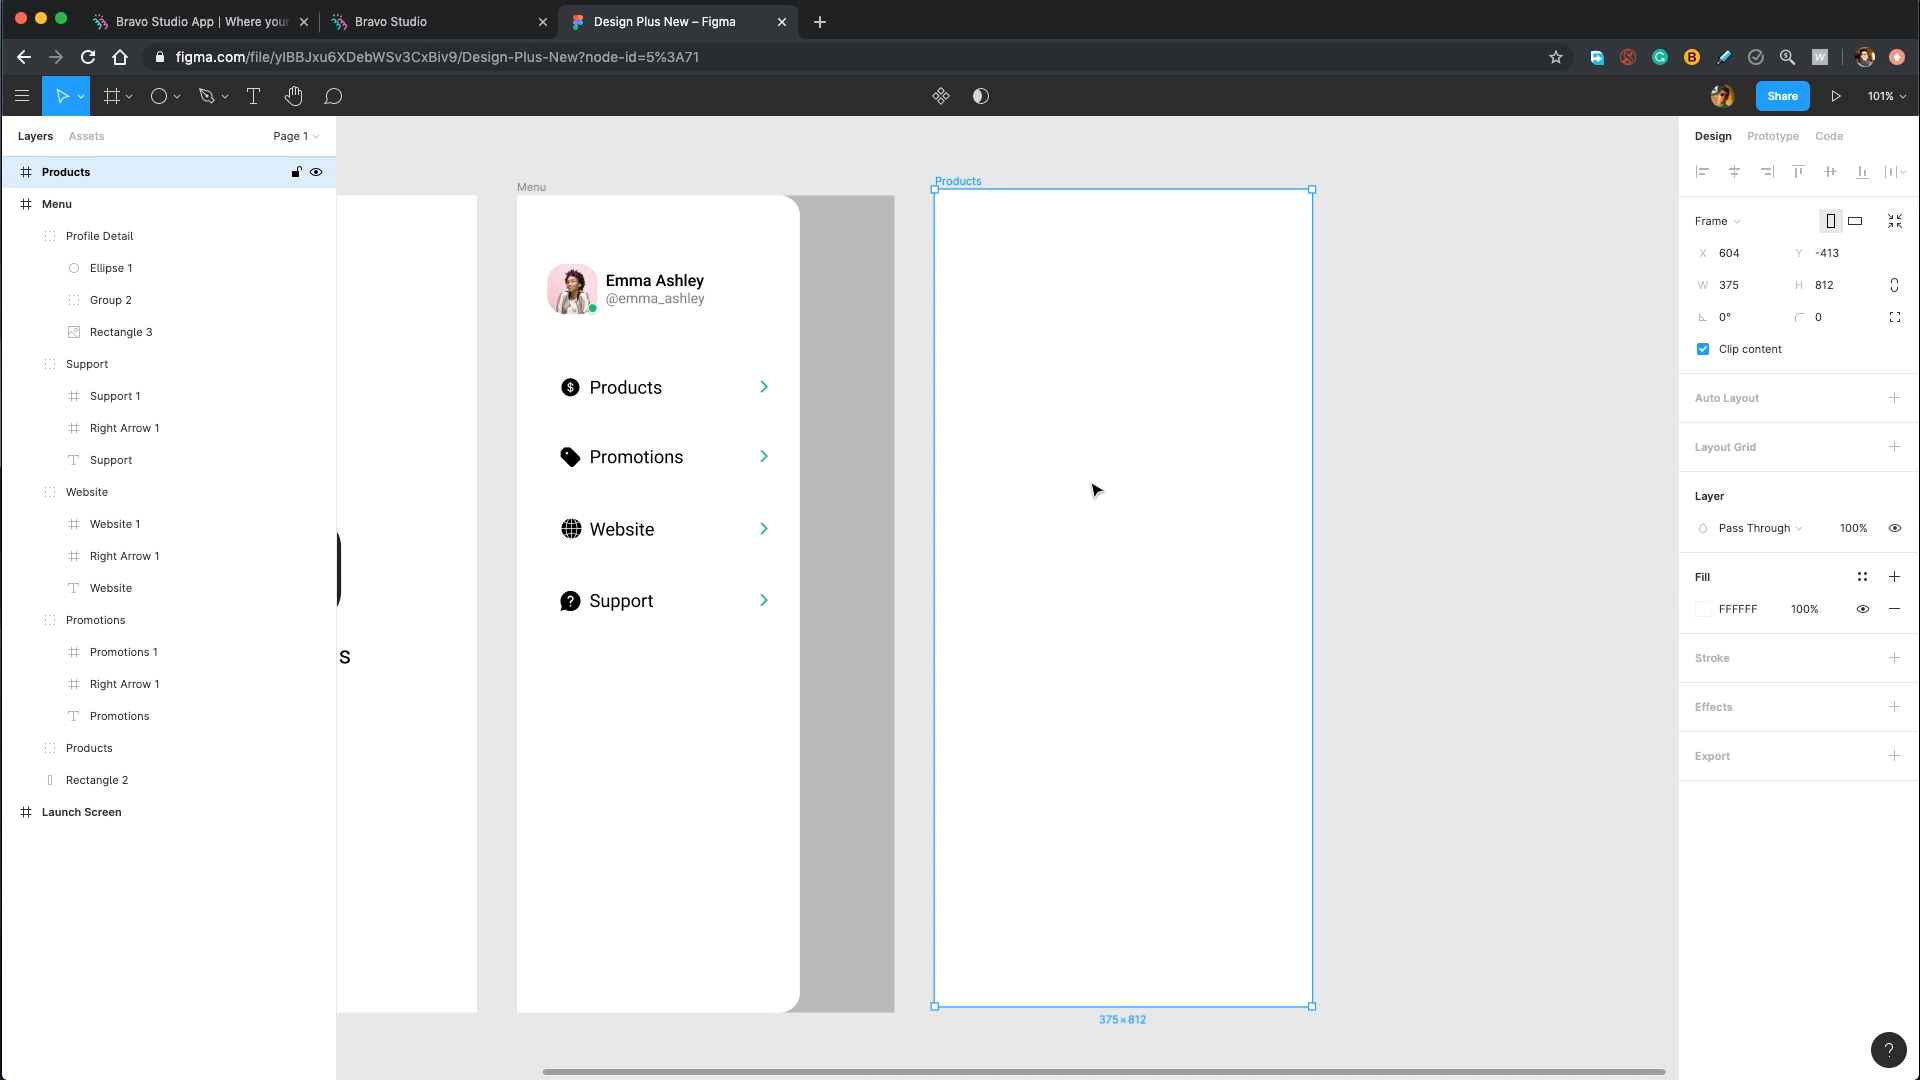 Bravo Studio App | Where your
Bravo Studio
Design Plus New – Figma
figma.com/file/yIBBJxu6XDebWSv3CxBiv9/Design-Plus-New?node-id=5%3A71
Share
101%
Layers
Assets
Page 1
Products
Menu
Profile Detail
Ellipse 1
Group 2
Rectangle 3
Support
Support 1
Right Arrow 1
Support
Website
Website 1
Right Arrow 1
Website
Promotions
Promotions 1
Right Arrow 1
Promotions
Products
Rectangle 2
Launch Screen
s
Menu
Emma Ashley
@emma_ashley
Products
Promotions
Website
Support
Products
375×812
Design
Prototype
Code
Frame
X 604 Y -413
W 375 H 812
0° 0
Clip content
Auto Layout
Layout Grid
Layer
Pass Through 100%
Fill
FFFFFF 100%
Stroke
Effects
Export
?